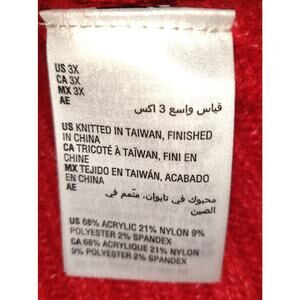 US 3X
CA 3X
MX 3X
AE
قياس واسع 3 اكس
US KNITTED IN TAIWAN, FINISHED
IN CHINA
CA TRICOTÉ À TAÏWAN, FINI EN
CHINE
MX TEJIDO EN TAIWÁN, ACABADO
EN CHINA
AE
محبوك في تايوان، متمّم في
الصين
US 68% ACRYLIC 21% NYLON 9%
POLYESTER 2% SPANDEX
CA 68% ACRYLIQUE 21% NYLON
9% POLYESTER 2% SPANDEX